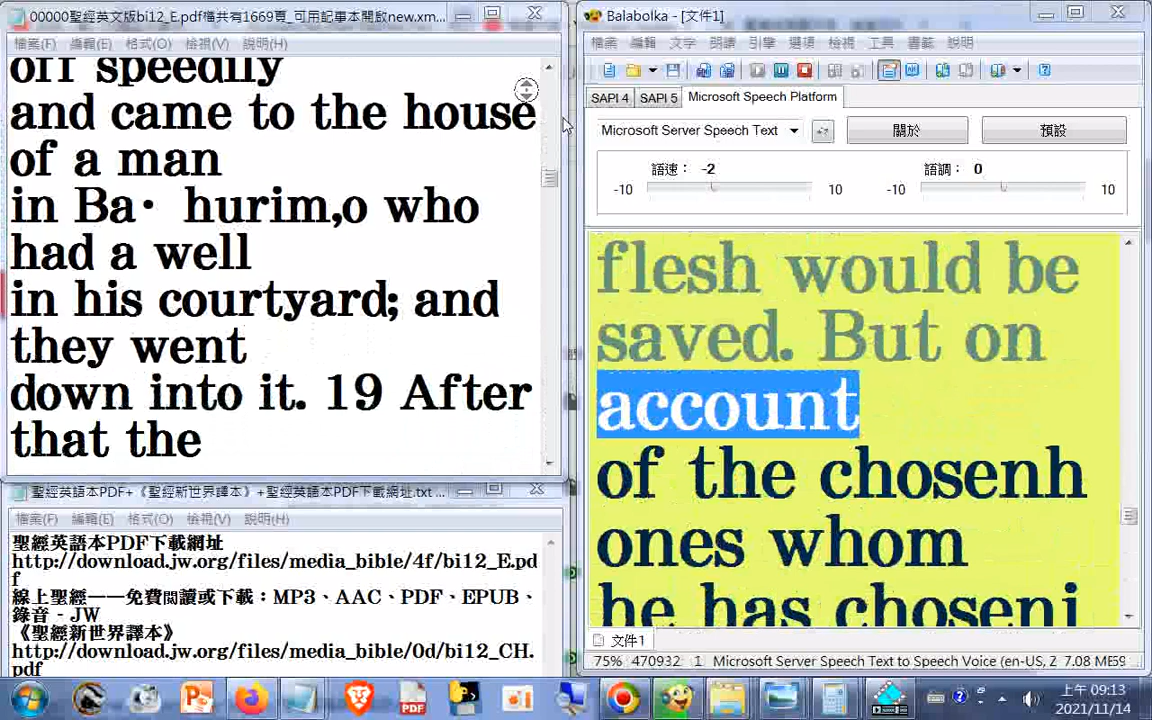 00000聖經英文版bi12_E.pdf檔共有1669頁_可用記事本開啟new.xm...
檔案(F) 編輯(E) 格式(O) 檢視(V) 說明(H)
off speedily
and came to the house
of a man
in Ba· hurim,o who
had a well
in his courtyard; and
they went
down into it. 19 After
that the
聖經英語本PDF+《聖經新世界譯本》+聖經英語本PDF下載網址.txt ...
檔案(F) 編輯(E) 格式(O) 檢視(V) 說明(H)
聖經英語本PDF下載網址
http://download.jw.org/files/media_bible/4f/bi12_E.pd
f
線上聖經──免費閱讀或下載：MP3、AAC、PDF、EPUB、
錄音 - JW
《聖經新世界譯本》
http://download.jw.org/files/media_bible/0d/bi12_CH.
pdf
Balabolka - [文件1]
檔案 編輯 文字 朗讀 引擎 選項 檢視 工具 書籤 說明
SAPI 4 SAPI 5 Microsoft Speech Platform
Microsoft Server Speech Text 關於 預設
語速： -2 語調： 0
-10 10 -10 10
flesh would be
saved. But on
account
of the chosenh
ones whom
he has choseni
文件1
75% 470932 1 Microsoft Server Speech Text to Speech Voice (en-US, Z 7.08 ME59
PDF
上午 09:13
2021/11/14